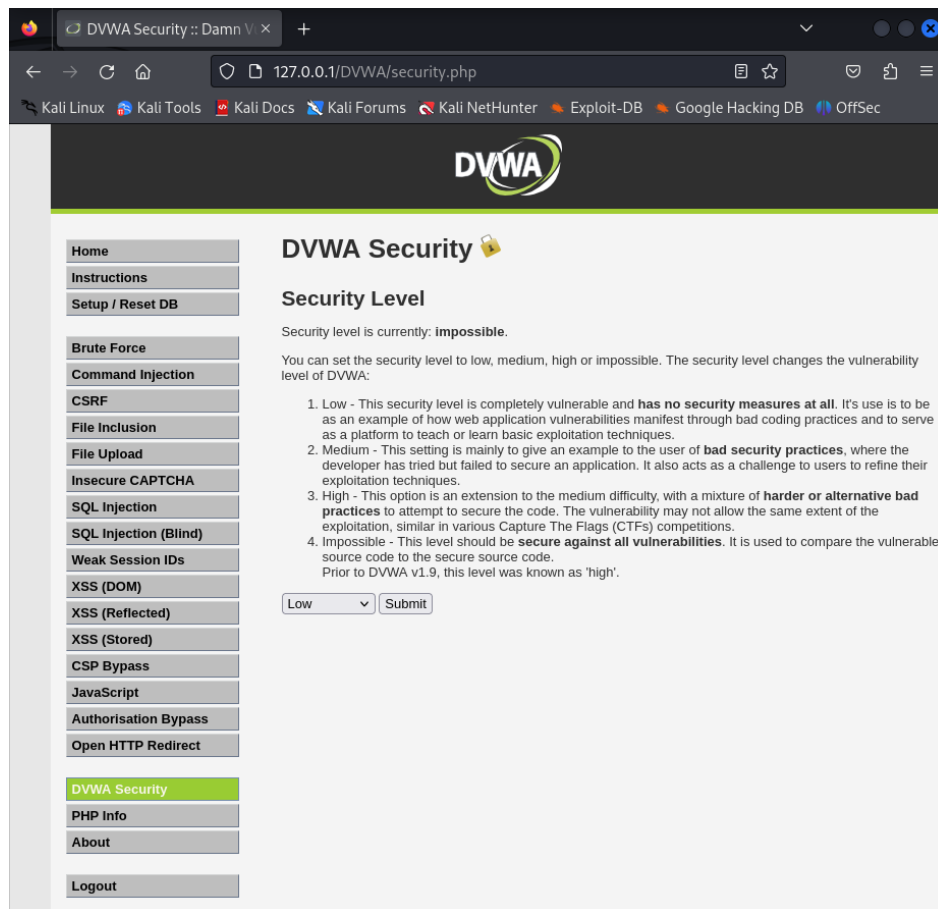 DVWA Security :: Damn V
127.0.0.1/DVWA/security.php
Kali Linux Kali Tools Kali Docs Kali Forums Kali NetHunter Exploit-DB Google Hacking DB OffSec
DVWA
Home
Instructions
Setup / Reset DB
Brute Force
Command Injection
CSRF
File Inclusion
File Upload
Insecure CAPTCHA
SQL Injection
SQL Injection (Blind)
Weak Session IDs
XSS (DOM)
XSS (Reflected)
XSS (Stored)
CSP Bypass
JavaScript
Authorisation Bypass
Open HTTP Redirect
DVWA Security
PHP Info
About
Logout
DVWA Security
Security Level
Security level is currently: impossible.
You can set the security level to low, medium, high or impossible. The security level changes the vulnerability
level of DVWA:
1. Low - This security level is completely vulnerable and has no security measures at all. It's use is to be
as an example of how web application vulnerabilities manifest through bad coding practices and to serve
as a platform to teach or learn basic exploitation techniques.
2. Medium - This setting is mainly to give an example to the user of bad security practices, where the
developer has tried but failed to secure an application. It also acts as a challenge to users to refine their
exploitation techniques.
3. High - This option is an extension to the medium difficulty, with a mixture of harder or alternative bad
practices to attempt to secure the code. The vulnerability may not allow the same extent of the
exploitation, similar in various Capture The Flags (CTFs) competitions.
4. Impossible - This level should be secure against all vulnerabilities. It is used to compare the vulnerable
source code to the secure source code.
Prior to DVWA v1.9, this level was known as 'high'.
Low Submit